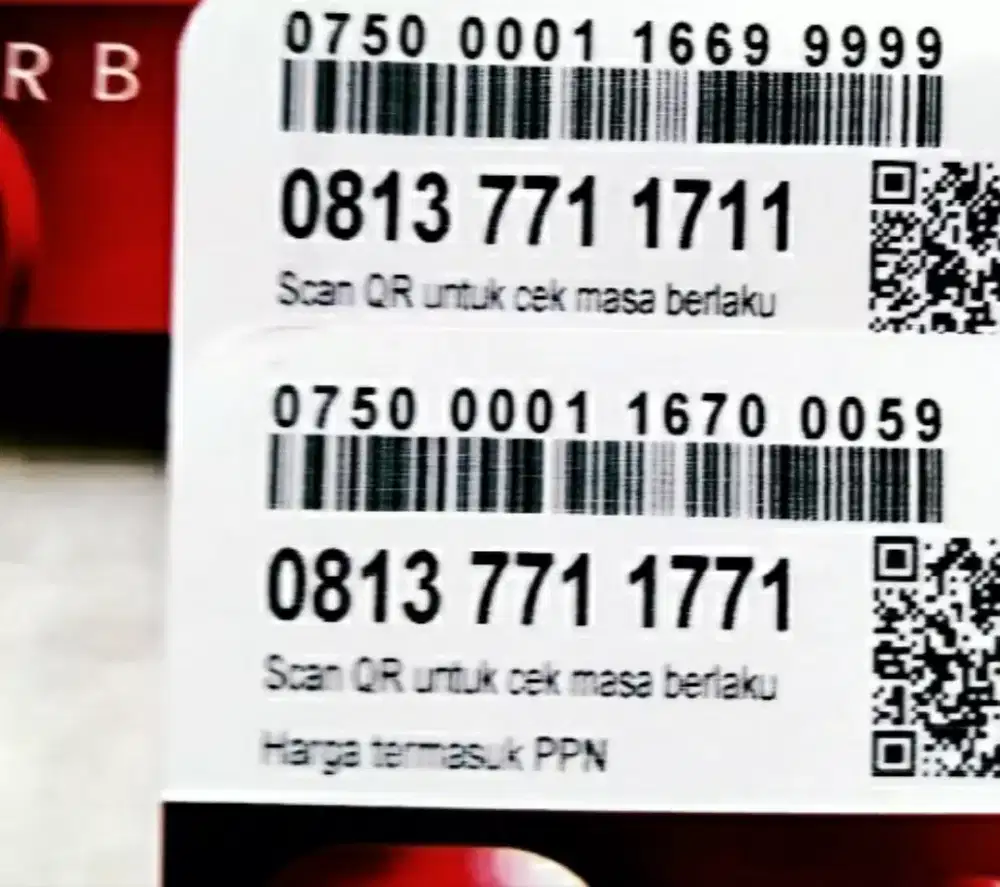 R B
0750 0001 1669 9999
0813 771 1711
Scan QR untuk cek masa berlaku
0750 0001 1670 0059
0813 771 1771
Scan QR untuk cek masa berlaku
Harga termasuk PPN